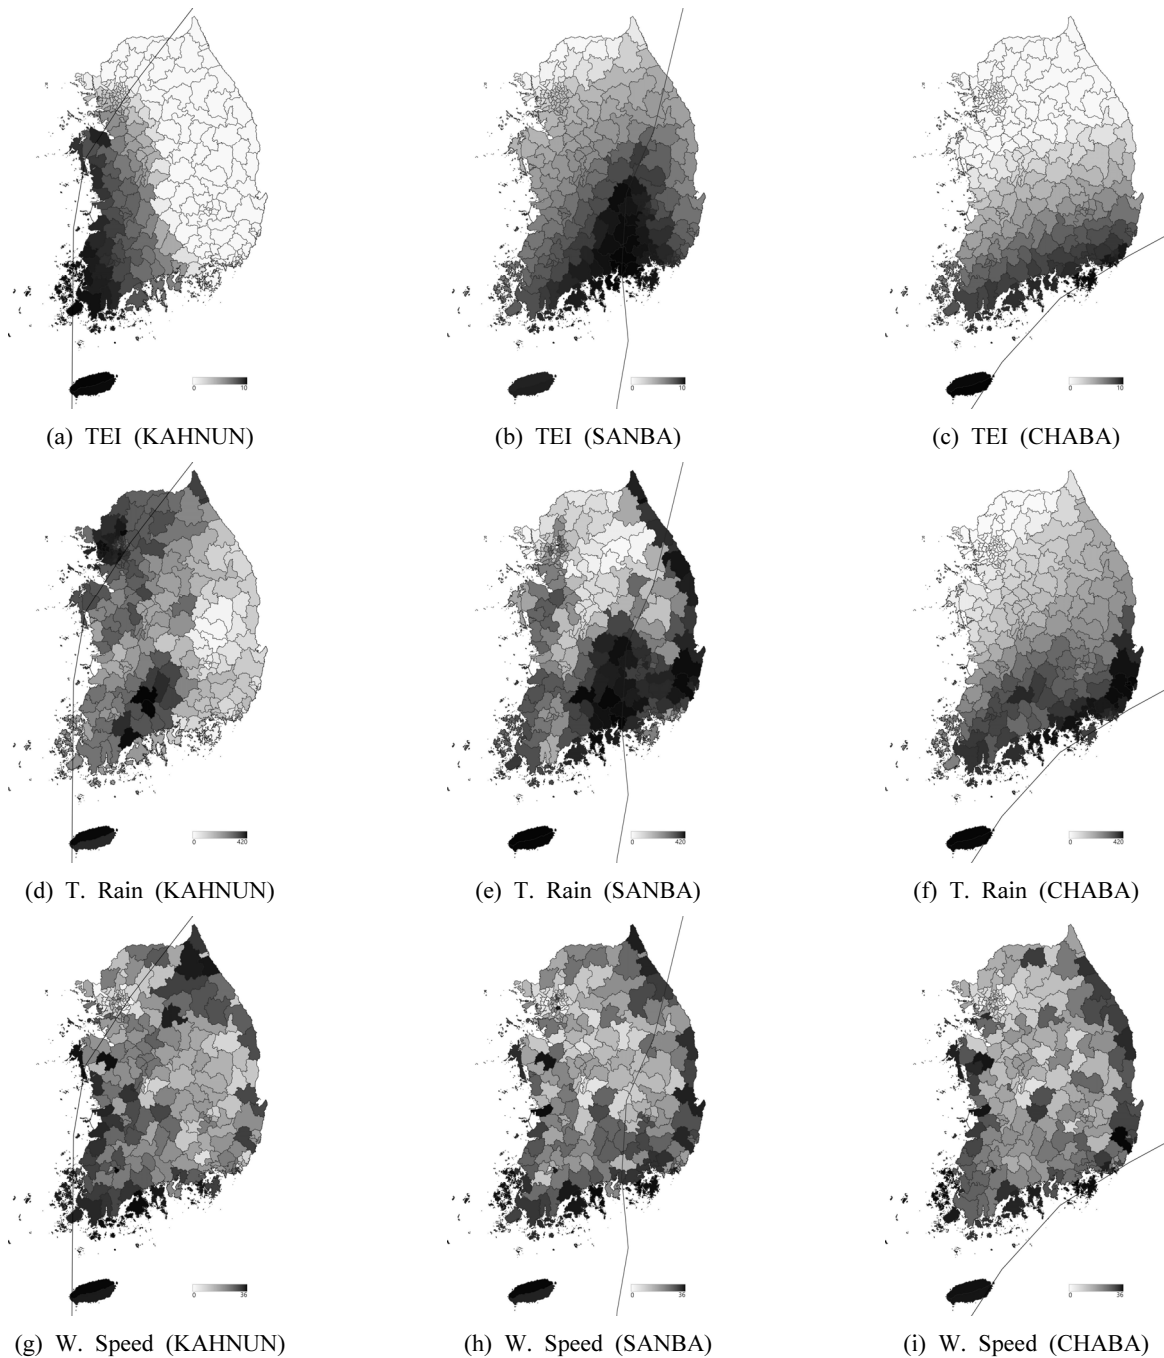 0 10
0 10
0 10
(a) TEI (KAHNUN)
(b) TEI (SANBA)
(c) TEI (CHABA)
0 420
0 420
0 420
(d) T. Rain (KAHNUN)
(e) T. Rain (SANBA)
(f) T. Rain (CHABA)
0 36
0 36
0 36
(g) W. Speed (KAHNUN)
(h) W. Speed (SANBA)
(i) W. Speed (CHABA)